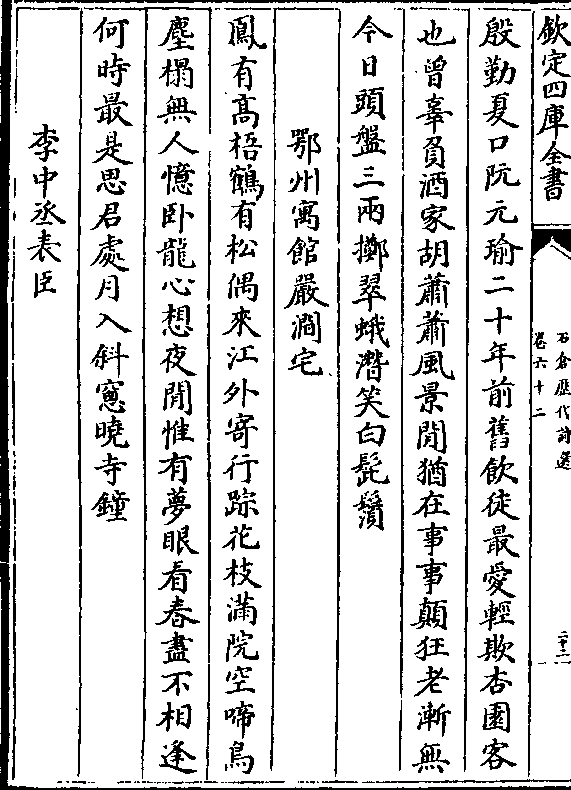 欽定四庫全書
石倉歷代詩選
卷六十二
二十二
殷勤夏口阮元瑜二十年前舊飲徒最愛輕欺杏園客
也曾辜負酒家胡蕭蕭風景閒猶在事事顛狂老漸無
今日頭盤三兩擲翠蛾潛笑白髭鬚
鄂州寓館嚴澗宅
鳳有高梧鶴有松偶來江外寄行踪花枝滿院空啼鳥
塵榻無人憶卧龍心想夜閒惟有夢眼看春盡不相逢
何時最是思君處月入斜窻曉寺鐘
李中丞表臣